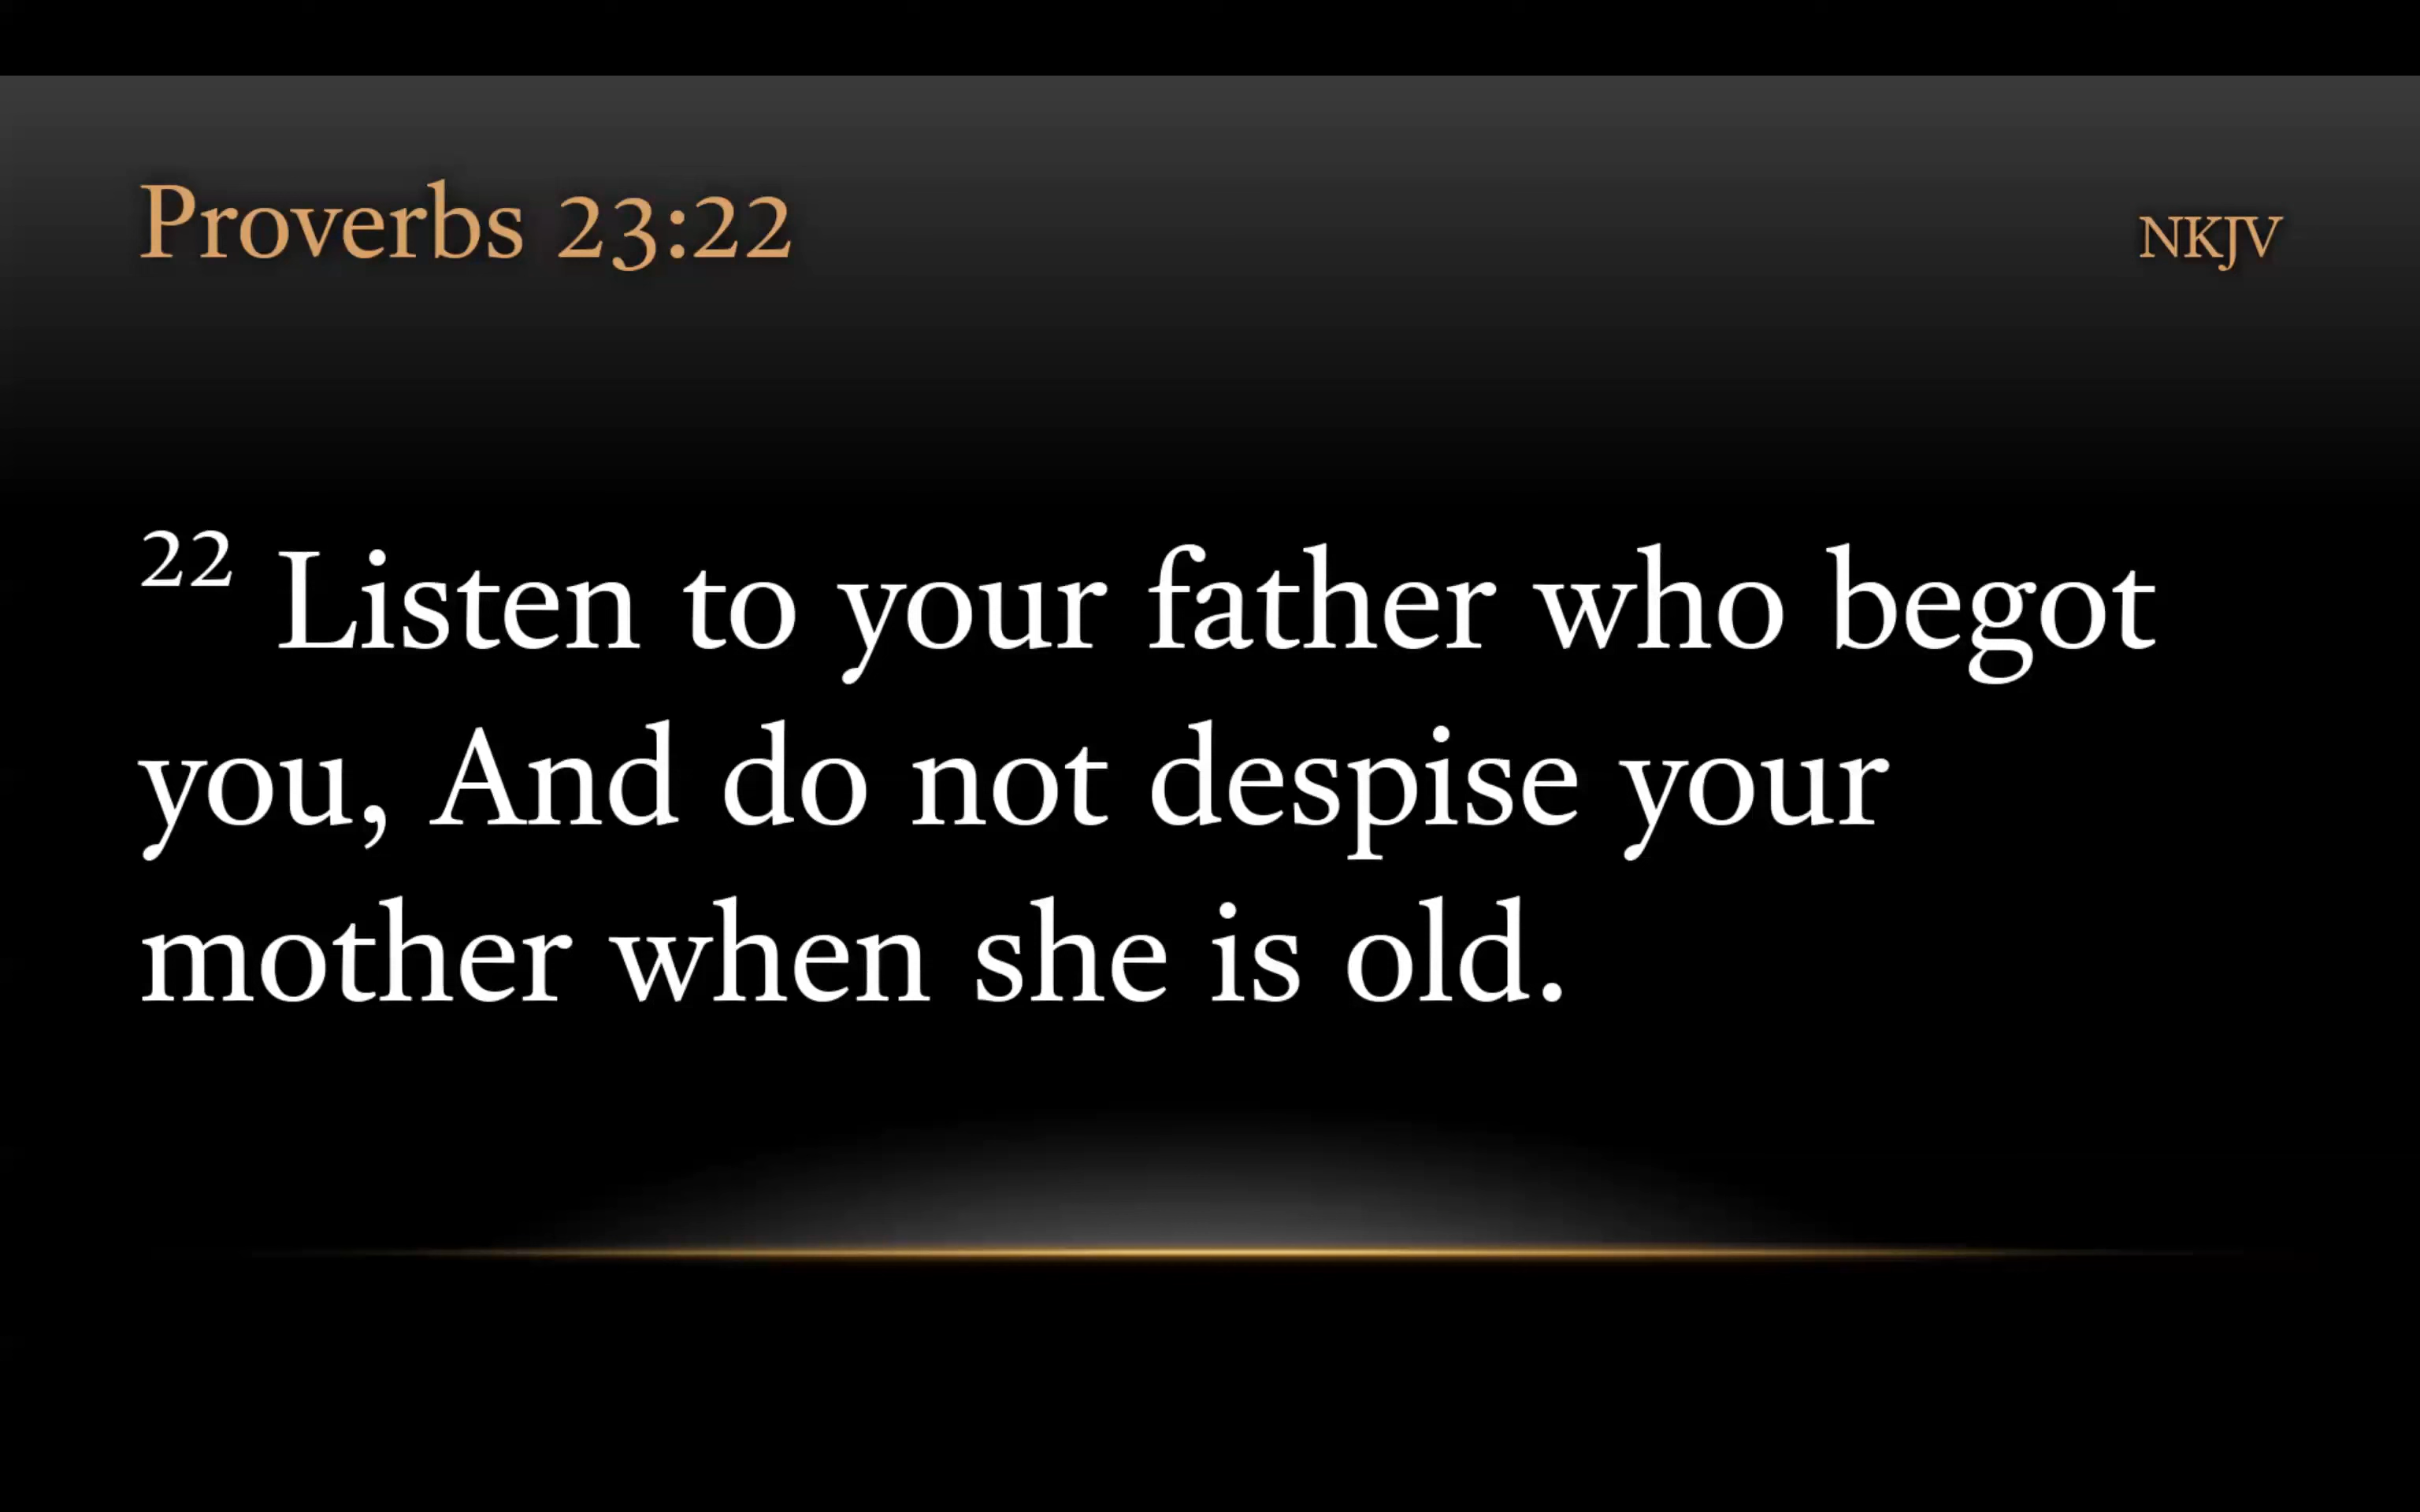 Proverbs 23:22
NKJV
22 Listen to your father who begot
you, And do not despise your
mother when she is old.